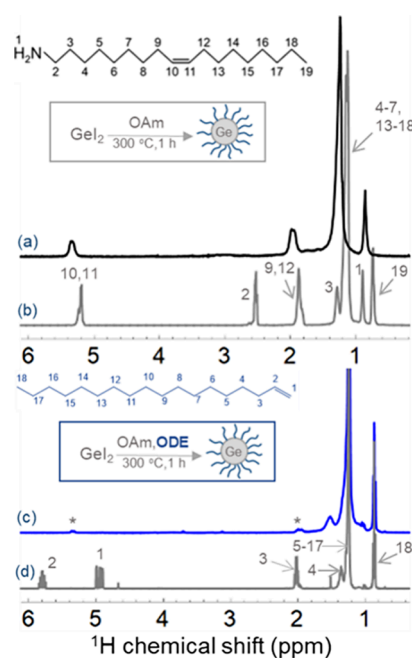 1
H₂N
3 5 7 9 12 14 16 18
2 4 6 8 10 11 13 15 17 19
OAm
GeI₂ Ge
300 °C,1 h
4-7,
13-18
(a)
10,11 2 9,12 3 1 19
(b)
6 5 4 3 2 1
18 16 14 12 10 8 6 4 2
17 15 13 11 9 7 5 3 1
OAm,ODE
GeI₂ Ge
300 °C,1 h
(c) * *
2 1 3 5-17 4 18
(d)
6 5 4 3 2 1
¹H chemical shift (ppm)